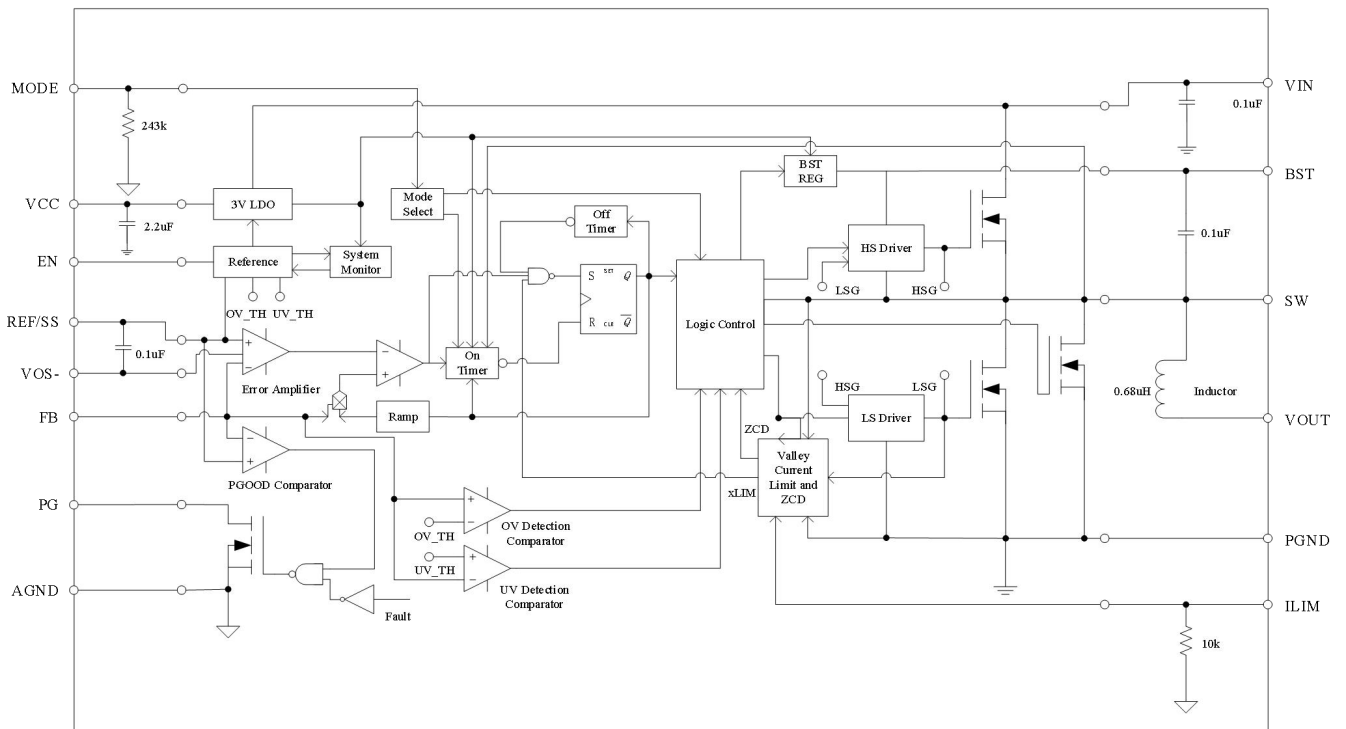 MODE
243k
VCC
2.2uF
3V LDO
EN
Reference
System
Monitor
OV_TH
UV_TH
REF/SS
0.1uF
VOS-
Error Amplifier
FB
PGOOD Comparator
PG
AGND
Fault
Mode
Select
Off
Timer
S
SET
Q
R
CLR
Q
On
Timer
Ramp
OV_TH
OV Detection
Comparator
UV_TH
UV Detection
Comparator
Logic Control
BST
REG
HS Driver
LSG
HSG
HSG
LSG
LS Driver
ZCD
xLIM
Valley
Current
Limit and
ZCD
VIN
0.1uF
BST
0.1uF
SW
0.68uH
Inductor
VOUT
PGND
ILIM
10k
+
−
−
+
−
+
+
−
+
−